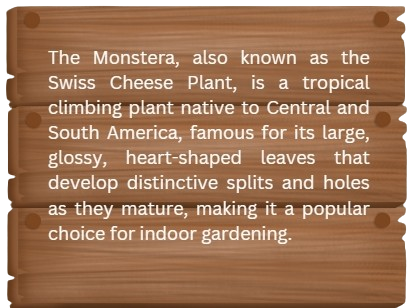 The Monstera, also known as the
Swiss Cheese Plant, is a tropical
climbing plant native to Central and
South America, famous for its large,
glossy, heart-shaped leaves that
develop distinctive splits and holes
as they mature, making it a popular
choice for indoor gardening.